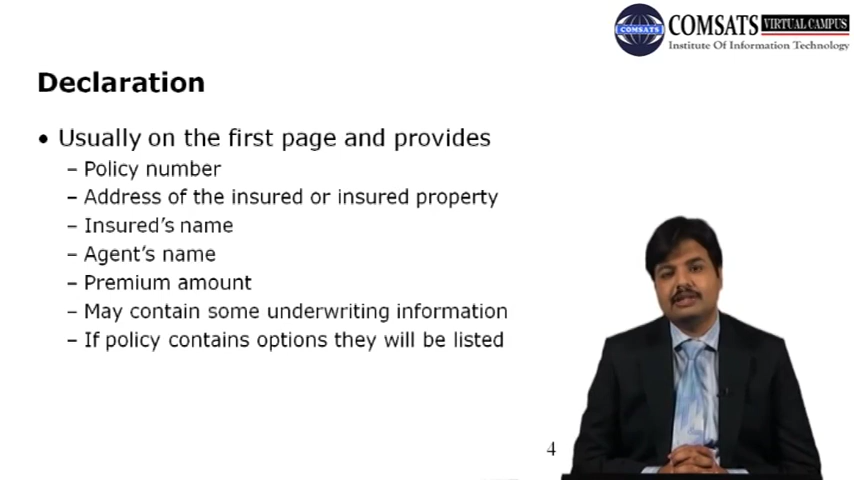 COMSATS VIRTUAL CAMPUS
COMSATS
Institute Of Information Technology
Declaration
• Usually on the first page and provides
– Policy number
– Address of the insured or insured property
– Insured's name
– Agent's name
– Premium amount
– May contain some underwriting information
– If policy contains options they will be listed
4